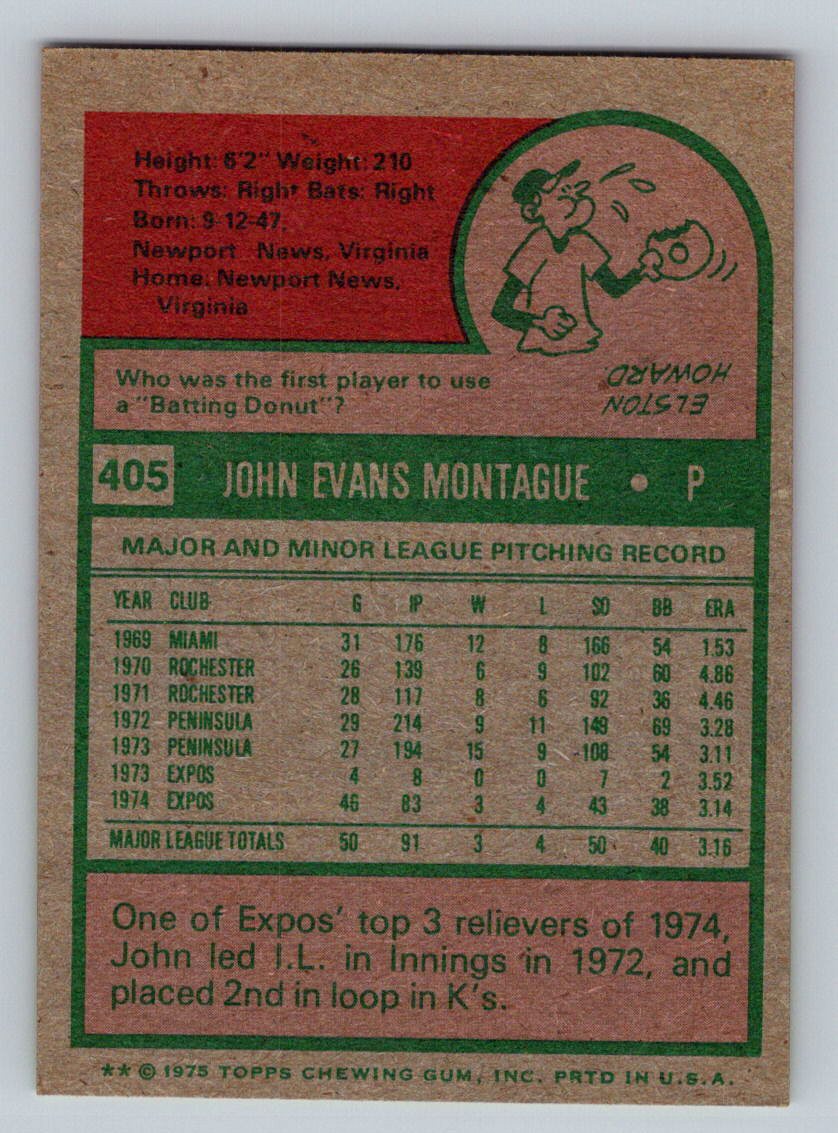 Height: 6'2" Weight: 210
Throws: Right Bats: Right
Born: 9-12-47,
Newport News, Virginia
Home: Newport News,
Virginia
Who was the first player to use
a "Batting Donut"?
ELSTON
HOWARD
405 JOHN EVANS MONTAGUE • P
MAJOR AND MINOR LEAGUE PITCHING RECORD
YEAR CLUB G IP W L SO BB ERA
1969 MIAMI 31 176 12 8 166 54 1.53
1970 ROCHESTER 26 139 6 9 102 60 4.86
1971 ROCHESTER 28 117 8 6 92 36 4.46
1972 PENINSULA 29 214 9 11 149 69 3.28
1973 PENINSULA 27 194 15 9 108 54 3.11
1973 EXPOS 4 8 0 0 7 2 3.52
1974 EXPOS 46 83 3 4 43 38 3.14
MAJOR LEAGUE TOTALS 50 91 3 4 50 40 3.16
One of Expos' top 3 relievers of 1974,
John led I.L. in Innings in 1972, and
placed 2nd in loop in K's.
** © 1975 TOPPS CHEWING GUM, INC. PRTD IN U.S.A.